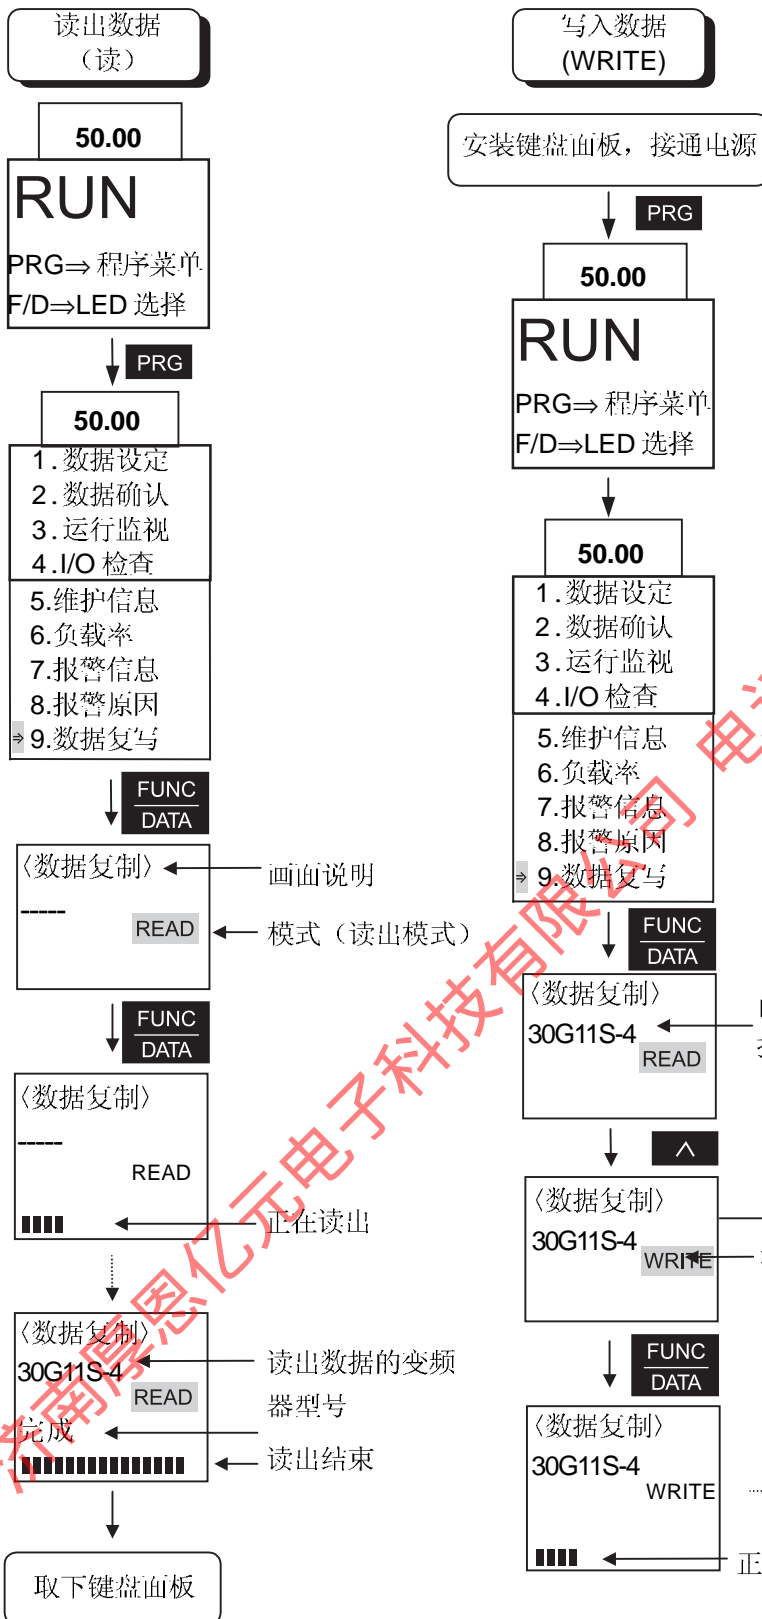 读出数据
（读）
50.00
RUN
PRG⇒ 程序菜单
F/D⇒LED 选择
PRG
50.00
1.数据设定
2.数据确认
3.运行监视
4.I/O 检查
5.维护信息
6.负载率
7.报警信息
8.报警原因
⇒ 9.数据复写
FUNC
DATA
〈数据复制〉
画面说明
-----
READ
模式（读出模式）
FUNC
DATA
〈数据复制〉
-----
READ
正在读出
〈数据复制〉
30G11S-4
READ
读出数据的变频
器型号
完成
读出结束
取下键盘面板
写入数据
(WRITE)
安装键盘面板，接通电源
PRG
50.00
RUN
PRG⇒ 程序菜单
F/D⇒LED 选择
50.00
1.数据设定
2.数据确认
3.运行监视
4.I/O 检查
5.维护信息
6.负载率
7.报警信息
8.报警原因
⇒ 9.数据复写
FUNC
DATA
〈数据复制〉
30G11S-4
READ
∧
〈数据复制〉
30G11S-4
WRITE
FUNC
DATA
〈数据复制〉
30G11S-4
WRITE
正
济南厚恩亿元电子科技有限公司 电